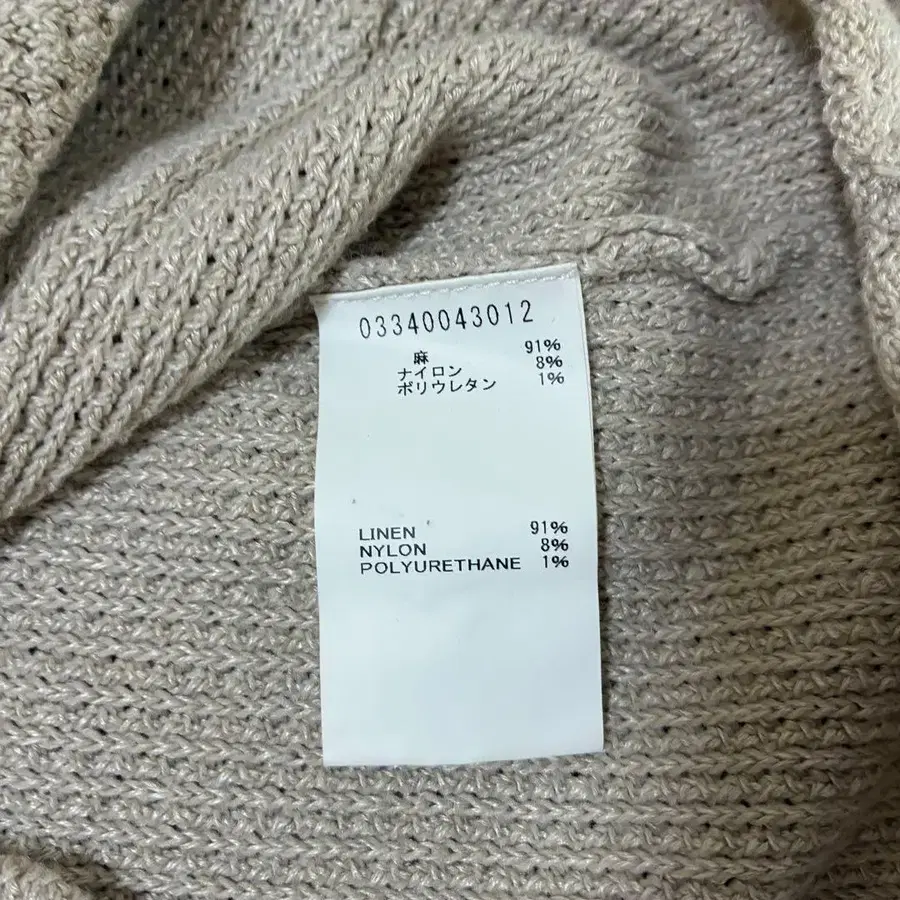 03340043012
麻 91%
ナイロン 8%
ポリウレタン 1%
LINEN 91%
NYLON 8%
POLYURETHANE 1%